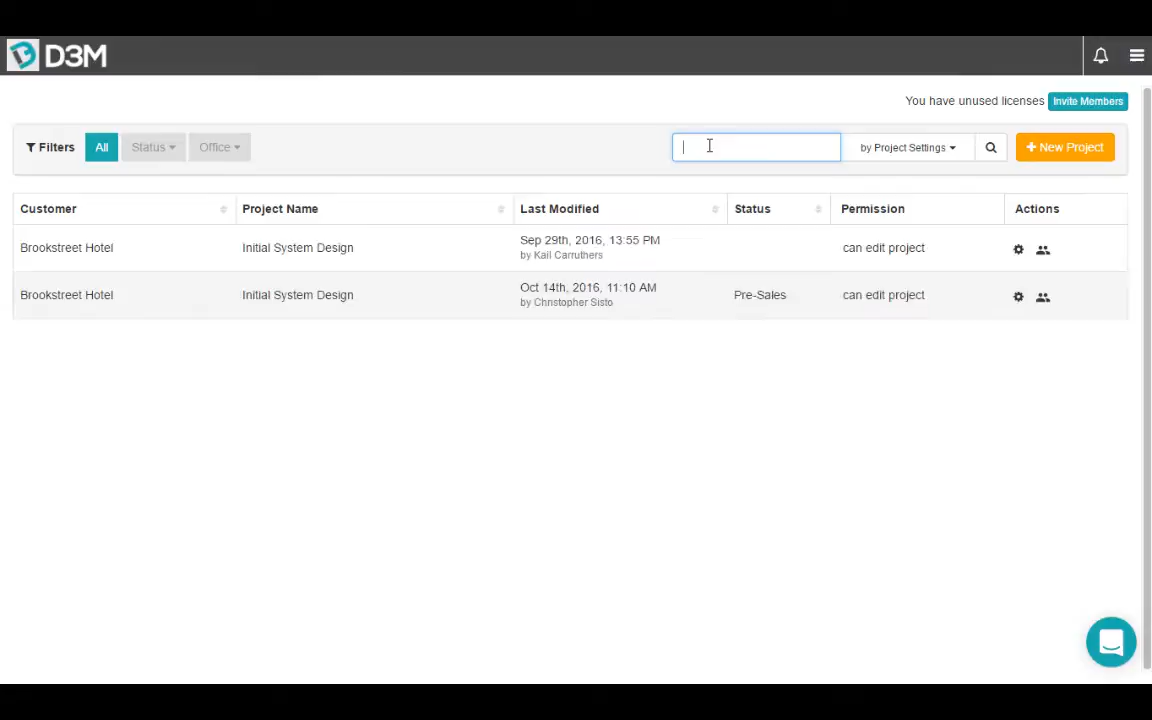 D3M
You have unused licenses Invite Members
Filters All Status Office by Project Settings + New Project
Customer Project Name Last Modified Status Permission Actions
Brookstreet Hotel Initial System Design Sep 29th, 2016, 13:55 PM can edit project
by Kail Carruthers
Brookstreet Hotel Initial System Design Oct 14th, 2016, 11:10 AM Pre-Sales can edit project
by Christopher Sisto